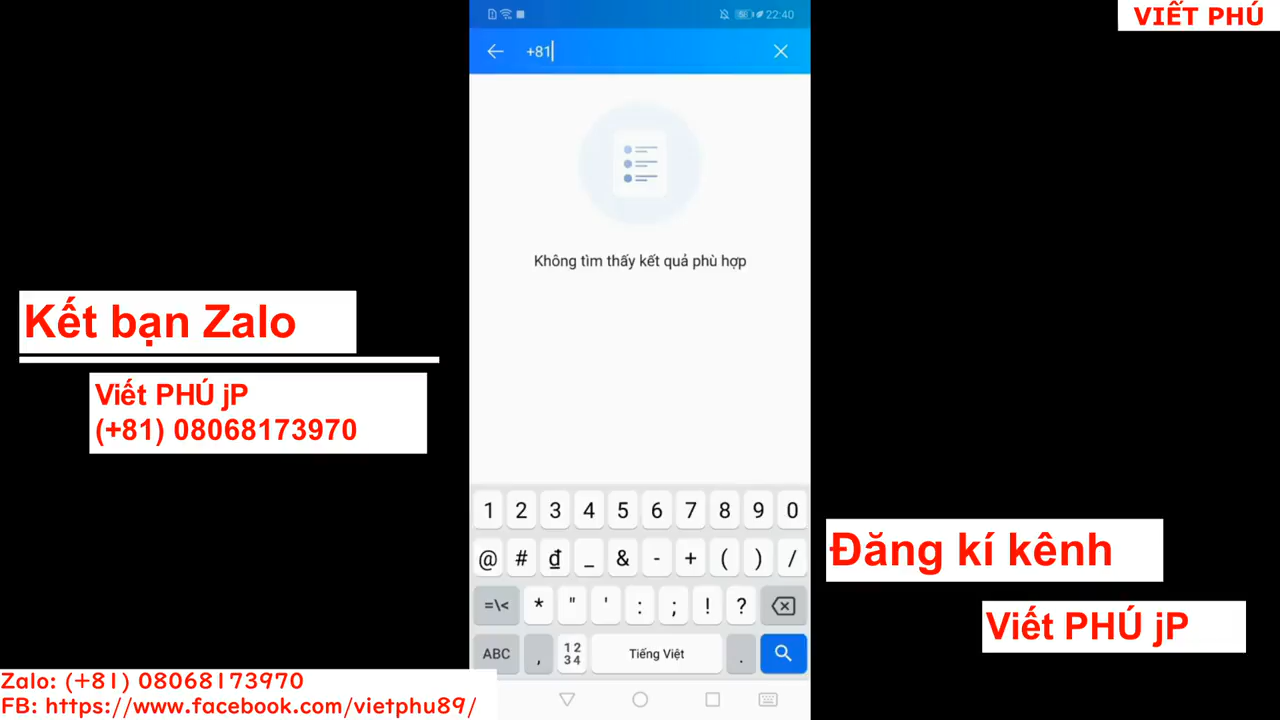 22:40
VIẾT PHÚ
+81
Không tìm thấy kết quả phù hợp
Kết bạn Zalo
Viết PHÚ jP
(+81) 08068173970
1 2 3 4 5 6 7 8 9 0
@ # ₫ _ & - + ( ) /
=\< * " ' : ; ! ?
ABC , 12 34 Tiếng Việt .
Đăng kí kênh
Viết PHÚ jP
Zalo: (+81) 08068173970
FB: https://www.facebook.com/vietphu89/